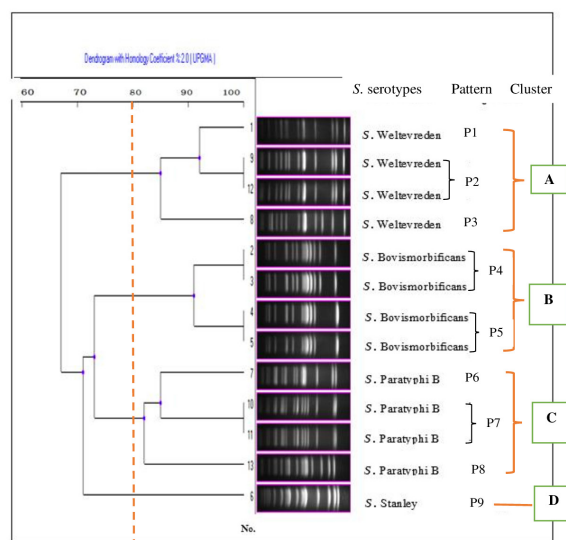 Dendrogram with Homology Coefficient % 2.0 ( UPGMA )
S. serotypes Pattern Cluster
60 70 80 90 100
1 S. Weltevreden P1
9 S. Weltevreden
P2 A
12 S. Weltevreden
8 S. Weltevreden P3
2 S. Bovismorbificans
P4
3 S. Bovismorbificans
B
4 S. Bovismorbificans
P5
5 S. Bovismorbificans
7 S. Paratyphi B P6
10 S. Paratyphi B
P7 C
11 S. Paratyphi B
13 S. Paratyphi B P8
6 S. Stanley P9 D
No.